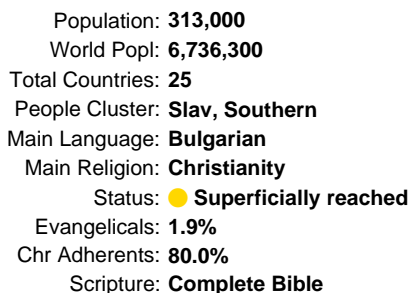 Population: 313,000
World Popl: 6,736,300
Total Countries: 25
People Cluster: Slav, Southern
Main Language: Bulgarian
Main Religion: Christianity
Status: Superficially reached
Evangelicals: 1.9%
Chr Adherents: 80.0%
Scripture: Complete Bible